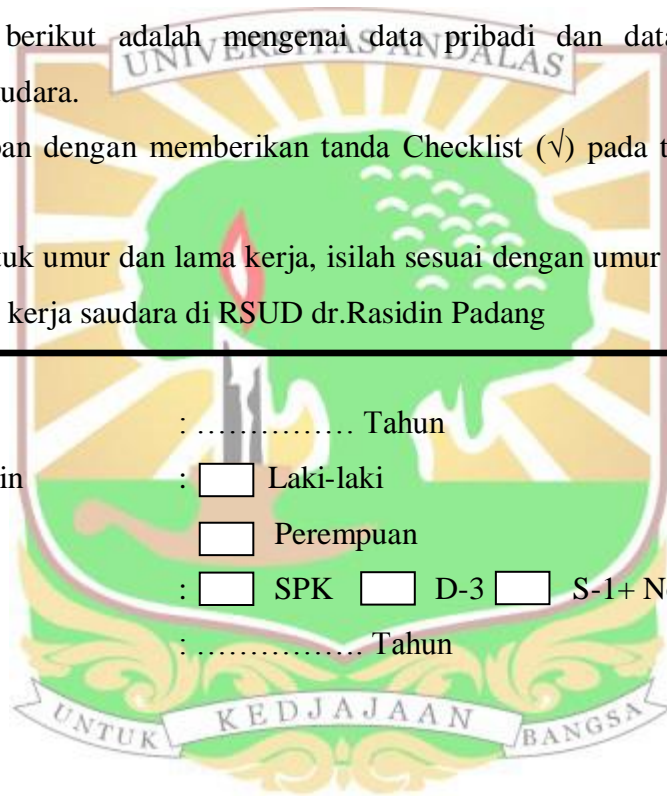 berikut adalah mengenai data pribadi dan data
UNIVERSITAS ANDALAS
udara.
an dengan memberikan tanda Checklist (√) pada t
uk umur dan lama kerja, isilah sesuai dengan umur
kerja saudara di RSUD dr.Rasidin Padang
: …………… Tahun
in : Laki-laki
Perempuan
: SPK D-3 S-1+ N
: ……………. Tahun
UNTUK KEDJAJAAN BANGSA